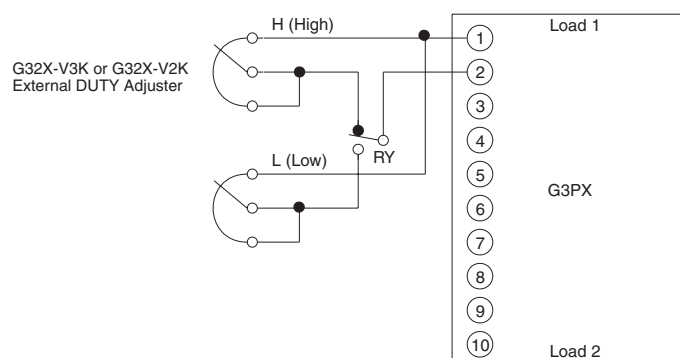 H (High)
Load 1
G32X-V3K or G32X-V2K
External DUTY Adjuster
1
2
3
4
RY
L (Low)
5
G3PX
6
7
8
9
10
Load 2